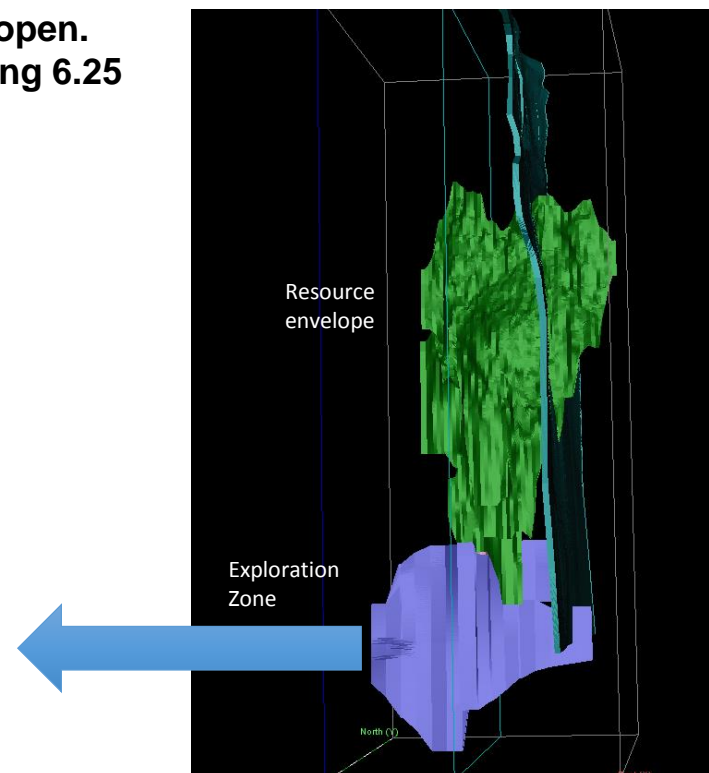 open.
ng 6.25
Resource
envelope
Exploration
Zone
North (Y)